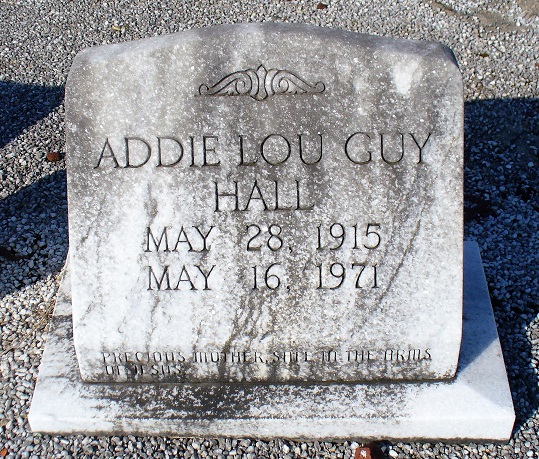 ADDIE LOU GUY
HALL
MAY 28, 1915
MAY 16, 1971
PRECIOUS MOTHER, SAFE IN THE ARMS
OF JESUS